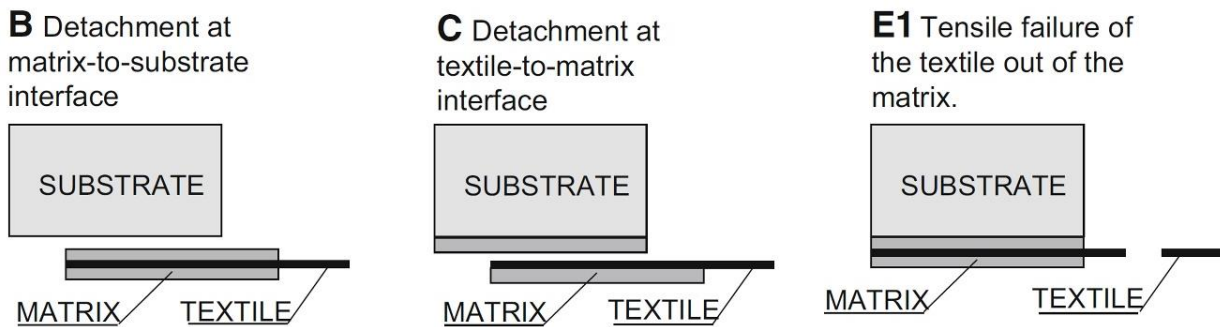 B Detachment at
matrix-to-substrate
interface
SUBSTRATE
MATRIX
TEXTILE
C Detachment at
textile-to-matrix
interface
SUBSTRATE
MATRIX
TEXTILE
E1 Tensile failure of
the textile out of the
matrix.
SUBSTRATE
MATRIX
TEXTILE